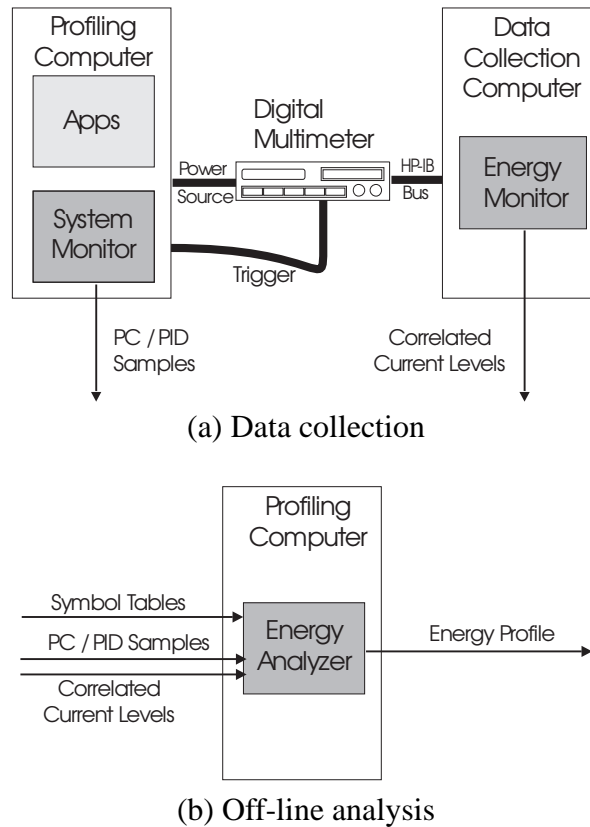 Profiling
Computer
Apps
System
Monitor
Power
Source
Digital
Multimeter
Trigger
HP-IB
Bus
Data
Collection
Computer
Energy
Monitor
PC / PID
Samples
Correlated
Current Levels
(a) Data collection
Profiling
Computer
Symbol Tables
PC / PID Samples
Correlated
Current Levels
Energy
Analyzer
Energy Profile
(b) Off-line analysis